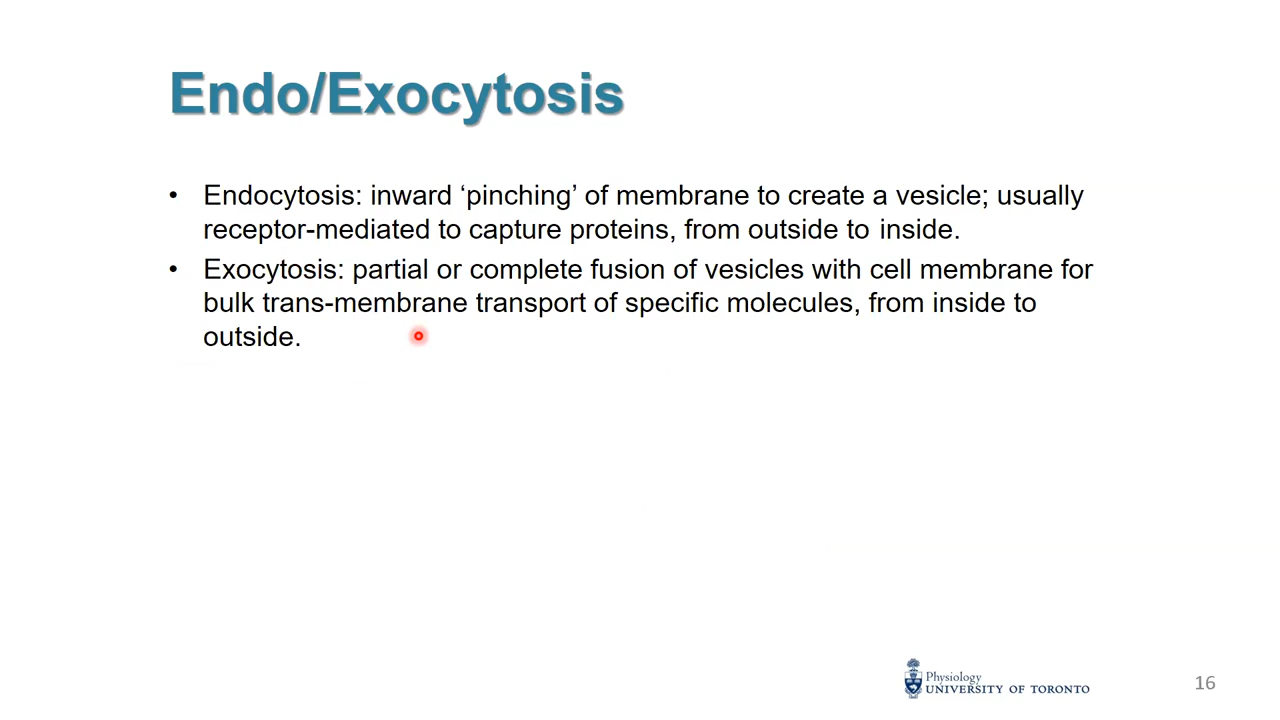 Endo/Exocytosis
• Endocytosis: inward ‘pinching’ of membrane to create a vesicle; usually
receptor-mediated to capture proteins, from outside to inside.
• Exocytosis: partial or complete fusion of vesicles with cell membrane for
bulk trans-membrane transport of specific molecules, from inside to
outside.
Physiology
UNIVERSITY OF TORONTO
16